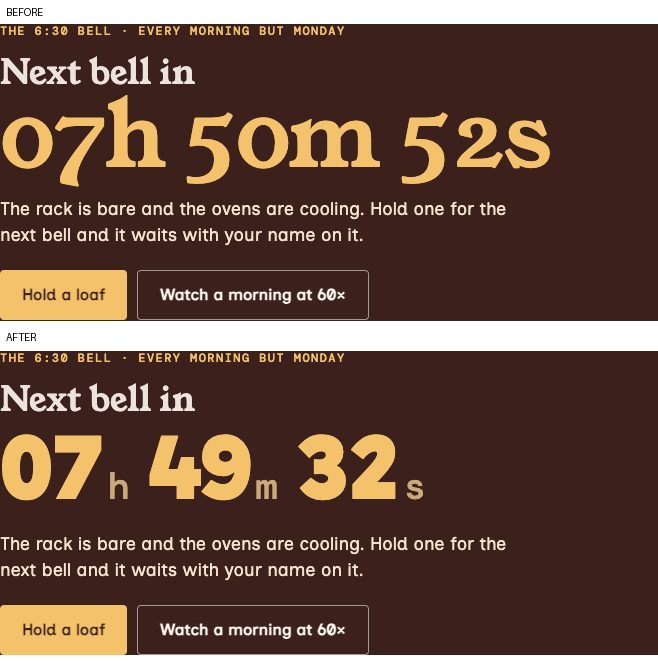 BEFORE
THE 6:30 BELL · EVERY MORNING BUT MONDAY
Next bell in
07h 50m 52s
The rack is bare and the ovens are cooling. Hold one for the
next bell and it waits with your name on it.
Hold a loaf
Watch a morning at 60×
AFTER
THE 6:30 BELL · EVERY MORNING BUT MONDAY
Next bell in
07h 49m 32s
The rack is bare and the ovens are cooling. Hold one for the
next bell and it waits with your name on it.
Hold a loaf
Watch a morning at 60×